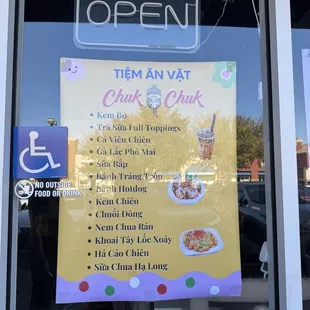 OPEN
TIỆM ĂN VẶT
Chuk Chuk
Kem Bơ
Trà Sữa Full Toppings
Cá Viên Chiên
Gà Lắc Phô Mai
Sữa Bắp
Bánh Tráng Trộn
Bánh Hotdog
Kem Chiên
Chuối Đông
Nem Chua Rán
Khoai Tây Lốc Xoáy
Há Cảo Chiên
Sữa Chua Hạ Long
NO OUTSIDE
FOOD OR DRINK